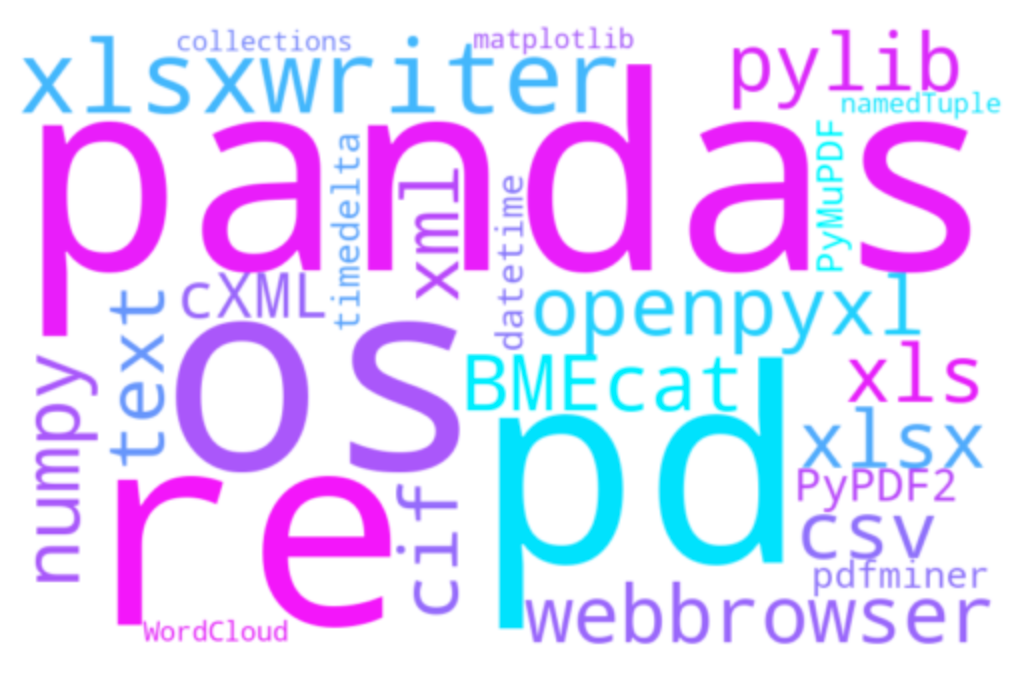 collections
matplotlib
xlsxwriter
pylib
namedTuple
pandas
PyMuPDF
timedelta
xml
datetime
cXML
openpyxl
text
os
BMEcat
xls
numpy
pd
xlsx
re
cif
PyPDF2
csv
pdfminer
webbrowser
WordCloud